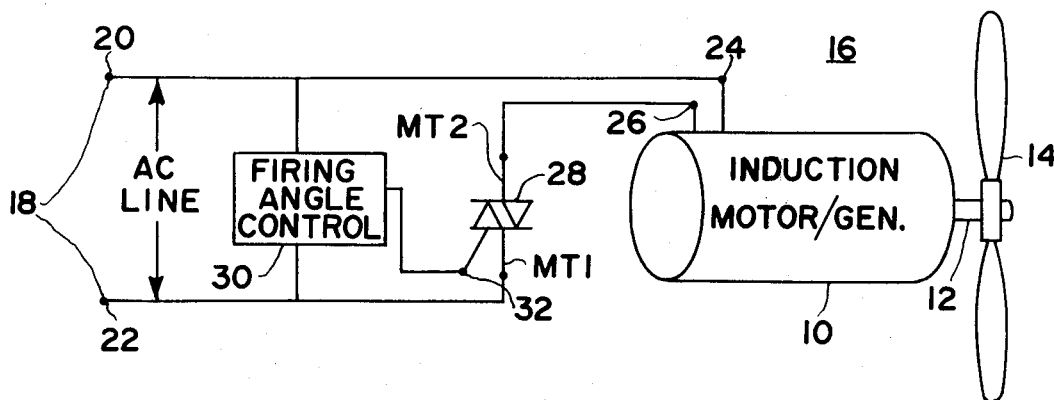 20
24
16
MT2
26
14
AC
LINE
FIRING
ANGLE
CONTROL
28
INDUCTION
MOTOR/GEN.
18
30
MT1
32
12
22
10